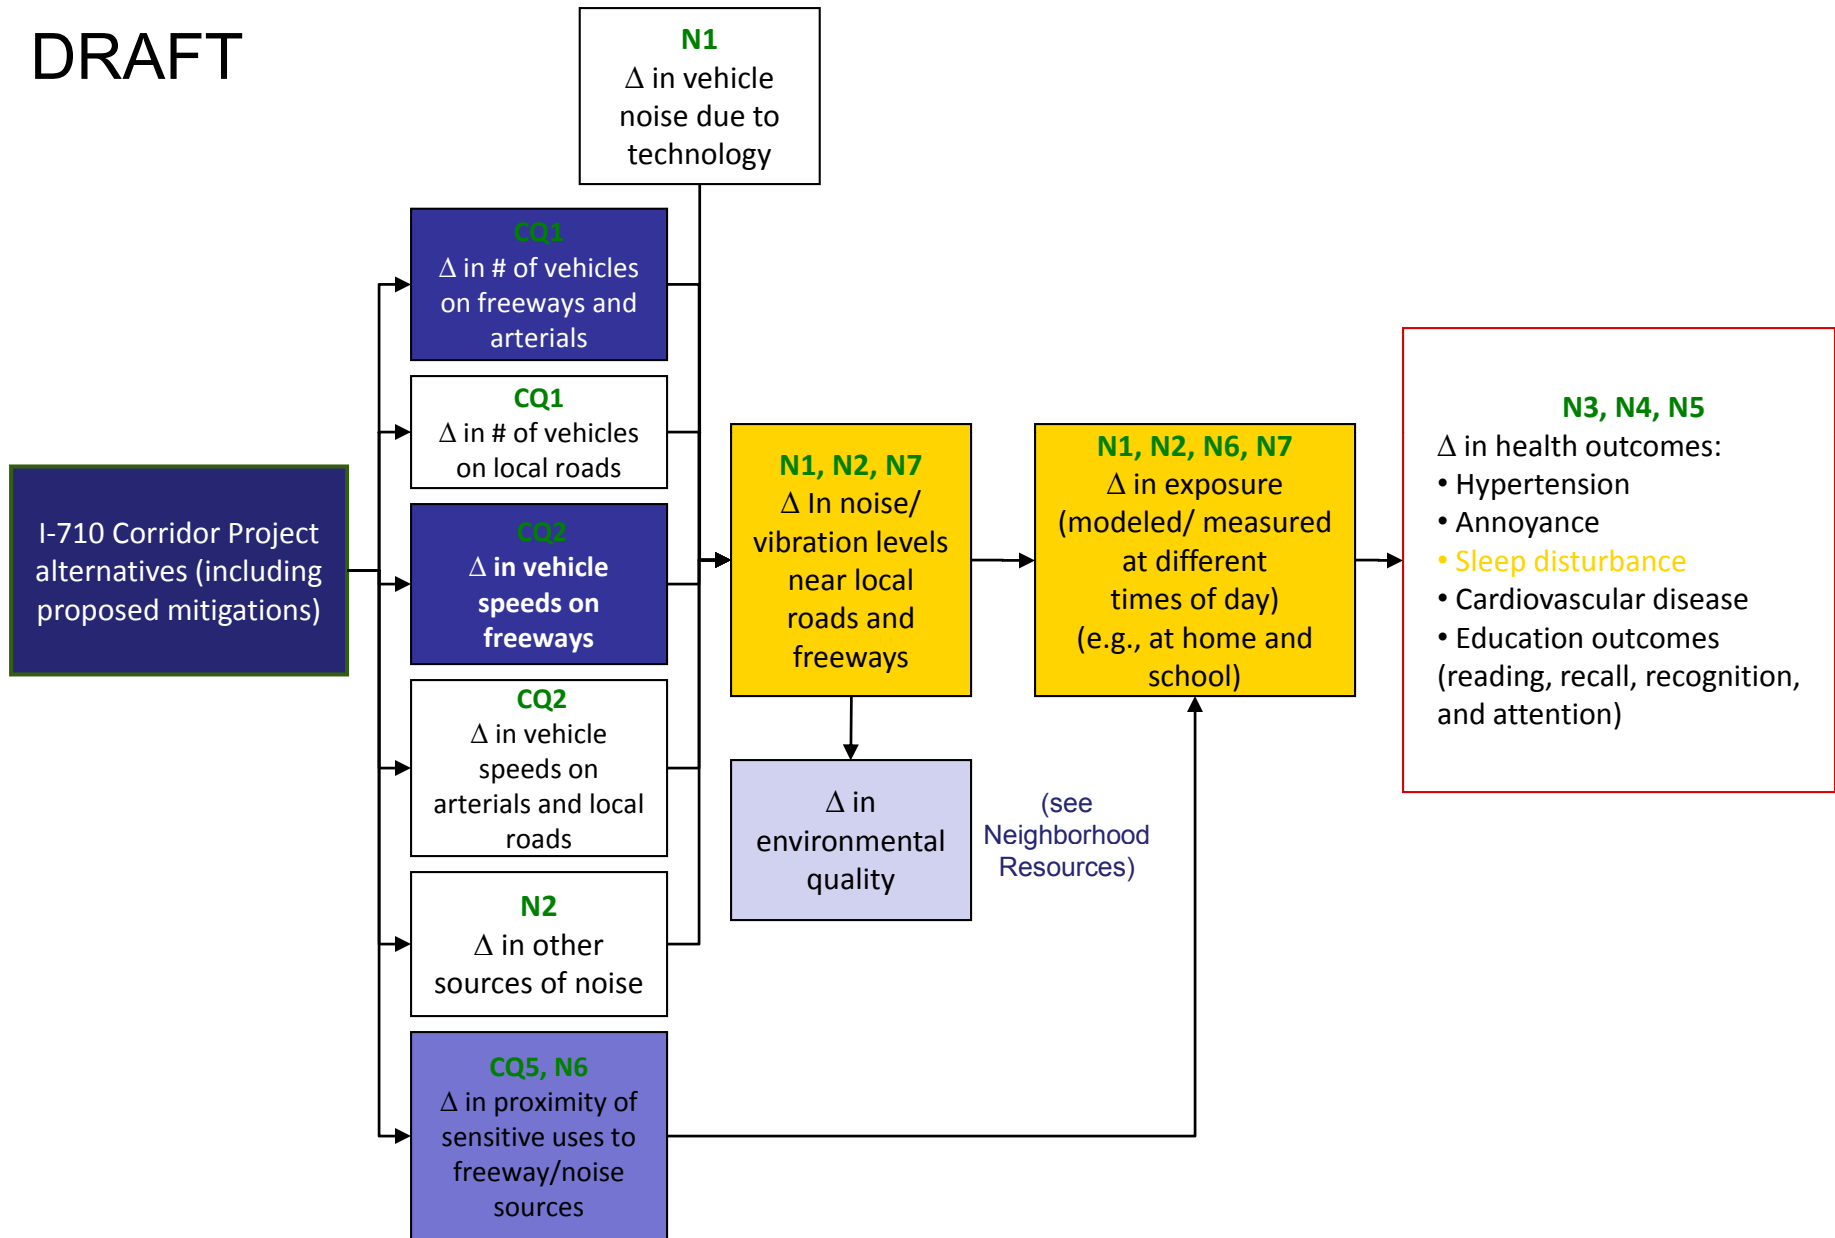 DRAFT
N1
Δ in vehicle
noise due to
technology
CQ1
Δ in # of vehicles
on freeways and
arterials
CQ1
Δ in # of vehicles
on local roads
I-710 Corridor Project
alternatives (including
proposed mitigations)
CQ2
Δ in vehicle
speeds on
freeways
CQ2
Δ in vehicle
speeds on
arterials and local
roads
N2
Δ in other
sources of noise
CQ5, N6
Δ in proximity of
sensitive uses to
freeway/noise
sources
N1, N2, N7
Δ In noise/
vibration levels
near local
roads and
freeways
Δ in
environmental
quality
(see
Neighborhood
Resources)
N1, N2, N6, N7
Δ in exposure
(modeled/ measured
at different
times of day)
(e.g., at home and
school)
N3, N4, N5
Δ in health outcomes:
• Hypertension
• Annoyance
• Sleep disturbance
• Cardiovascular disease
• Education outcomes
(reading, recall, recognition,
and attention)